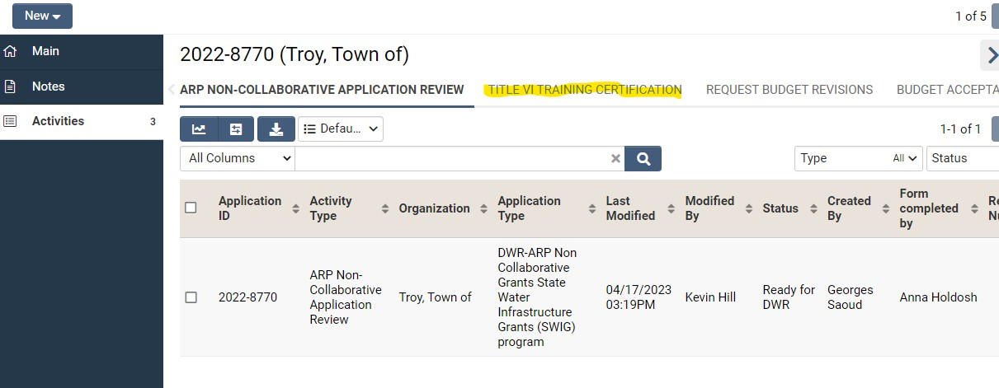 New
1 of 5
Main
Notes
Activities 3
2022-8770 (Troy, Town of)
ARP NON-COLLABORATIVE APPLICATION REVIEW TITLE VI TRAINING CERTIFICATION REQUEST BUDGET REVISIONS BUDGET ACCEPTA
Defau... 1-1 of 1
All Columns Type All Status
Application ID
Activity Type
Organization
Application Type
Last Modified
Modified By
Status
Created By
Form completed by
Re
Nu
2022-8770
ARP Non-
Collaborative
Application
Review
Troy, Town of
DWR-ARP Non
Collaborative
Grants State
Water
Infrastructure
Grants (SWIG)
program
04/17/2023
03:19PM
Kevin Hill
Ready for
DWR
Georges
Saoud
Anna Holdosh